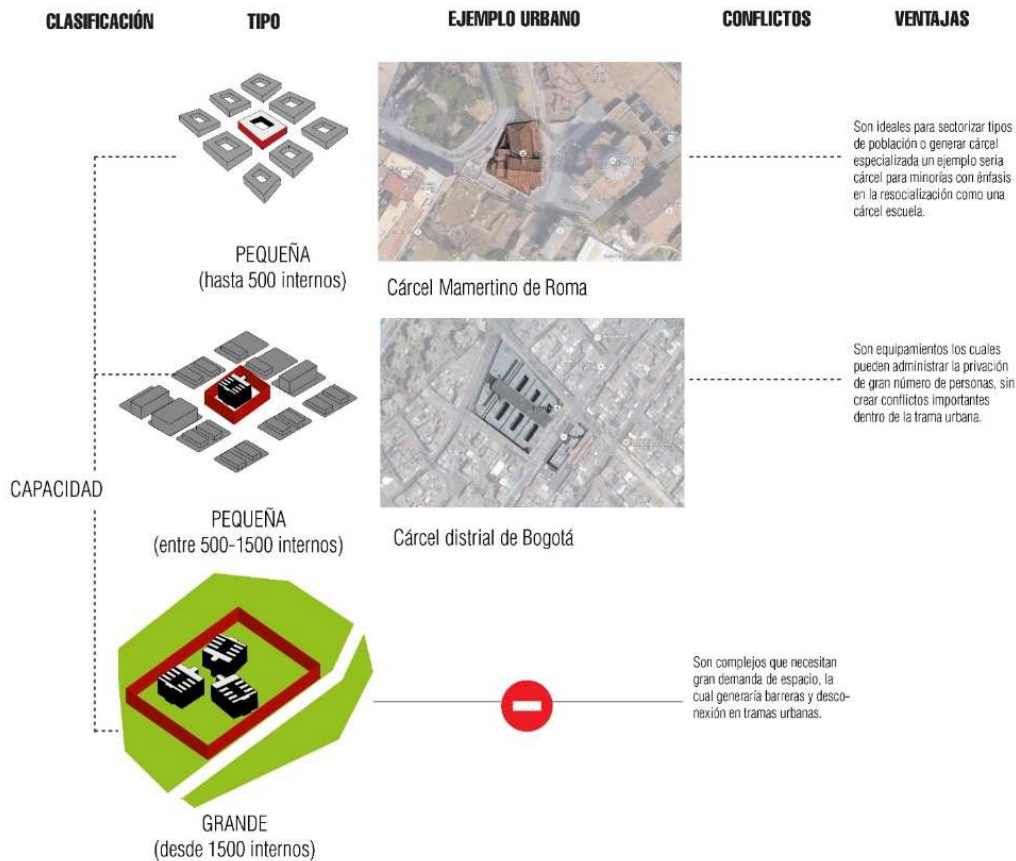 CLASIFICACIÓN TIPO EJEMPLO URBANO CONFLICTOS VENTAJAS
PEQUEÑA
(hasta 500 internos)
Cárcel Mamertino de Roma
Son ideales para sectorizar tipos
de población o generar cárcel
especializada un ejemplo seria
cárcel para minorías con énfasis
en la resocialización como una
cárcel escuela.
PEQUEÑA
(entre 500-1500 internos)
Cárcel distrial de Bogotá
Son equipamientos los cuales
pueden administrar la privación
de gran número de personas, sin
crear conflictos importantes
dentro de la trama urbana.
CAPACIDAD
GRANDE
(desde 1500 internos)
Son complejos que necesitan
gran demanda de espacio, la
cual generaría barreras y desco-
nexión en tramas urbanas.